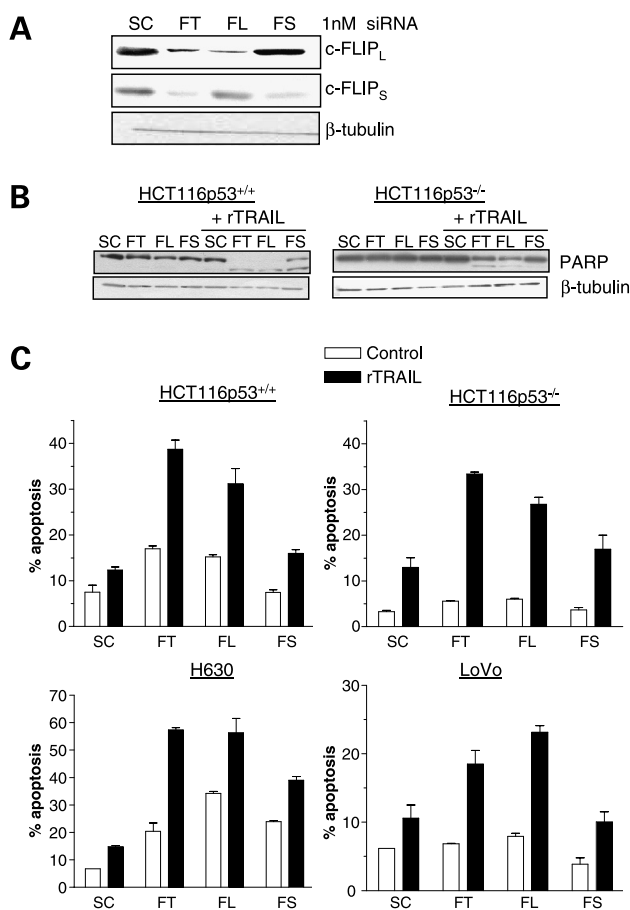 A
SC FT FL FS 1nM siRNA
c-FLIPL
c-FLIPS
β-tubulin
B
HCT116p53+/+ HCT116p53-/-
+ rTRAIL + rTRAIL
SC FT FL FS SC FT FL FS SC FT FL FS SC FT FL FS
PARP
β-tubulin
C
Control
rTRAIL
HCT116p53+/+
% apoptosis
40
30
20
10
0
SC FT FL FS
HCT116p53-/-
% apoptosis
40
30
20
10
0
SC FT FL FS
H630
% apoptosis
70
60
50
40
30
20
10
0
SC FT FL FS
LoVo
% apoptosis
30
20
10
0
SC FT FL FS